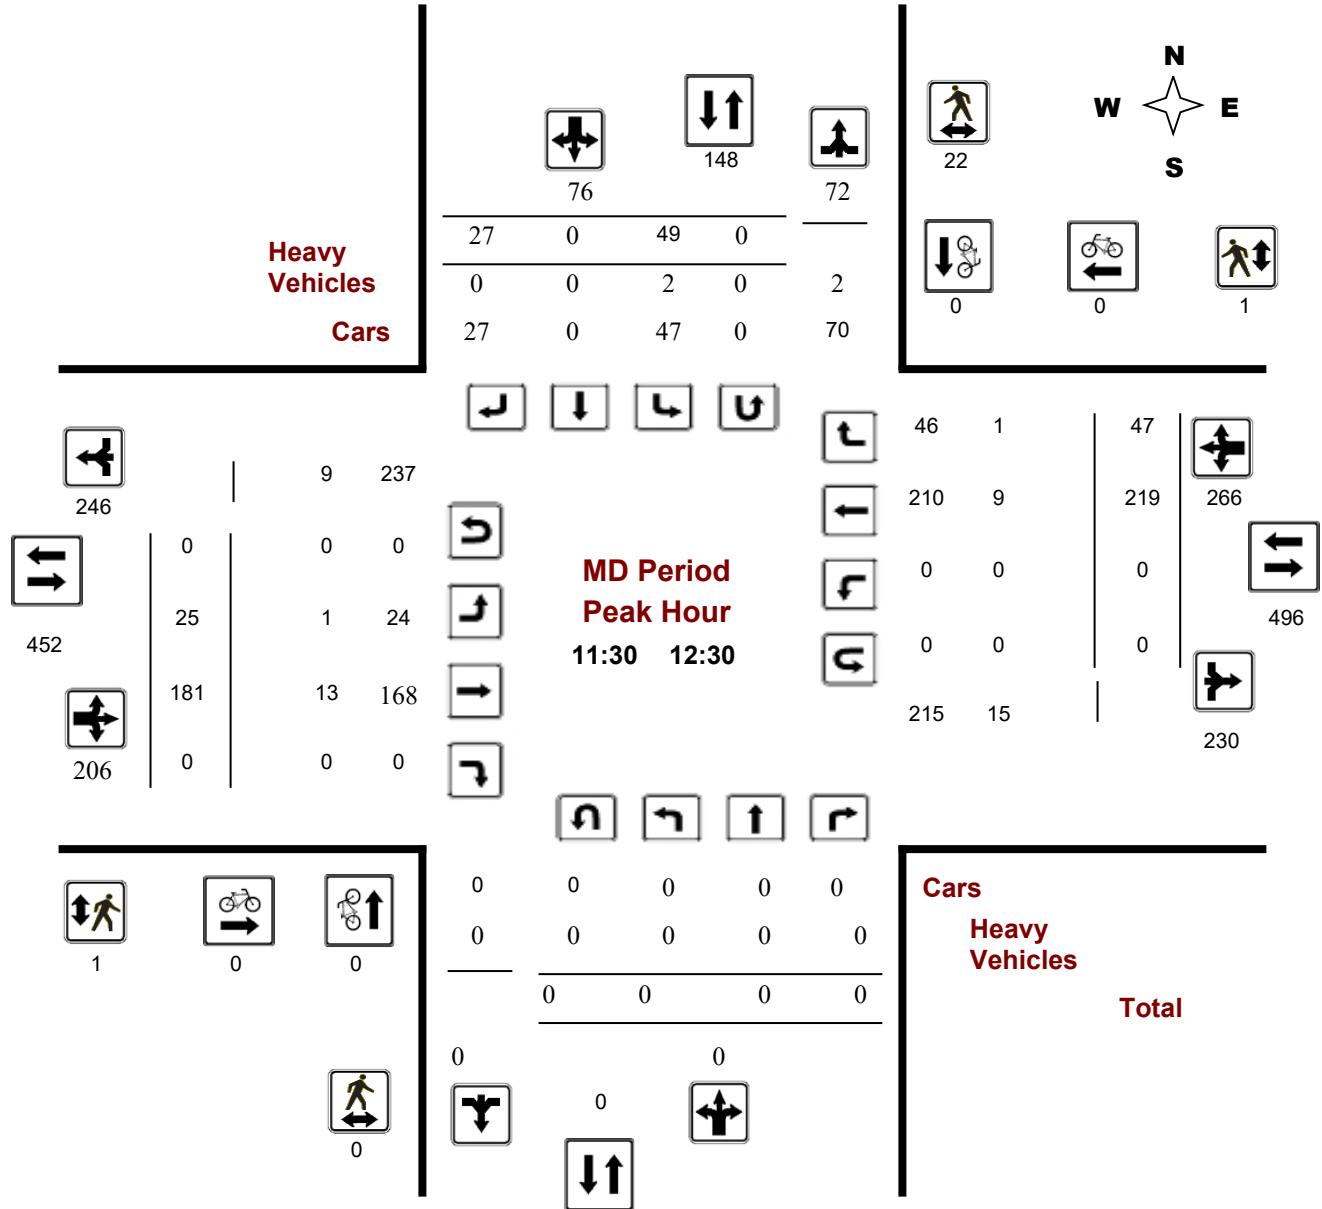 N
W E
S
148
22
76 72
27 0 49 0
Heavy
Vehicles
0 0 2 0 2
Cars
27 0 47 0 70
0 0 1
46 1 47
9 237
246
210 9 219 266
0 0 0
MD Period
0 0 0
25 1 24
Peak Hour
496
452
11:30 12:30
0 0 0
181 13 168
215 15
230
206
0 0 0
0 0 0 0 0
Cars
0 0 0 0 0
Heavy
Vehicles
1 0 0
0 0 0 0
Total
0 0
0
0